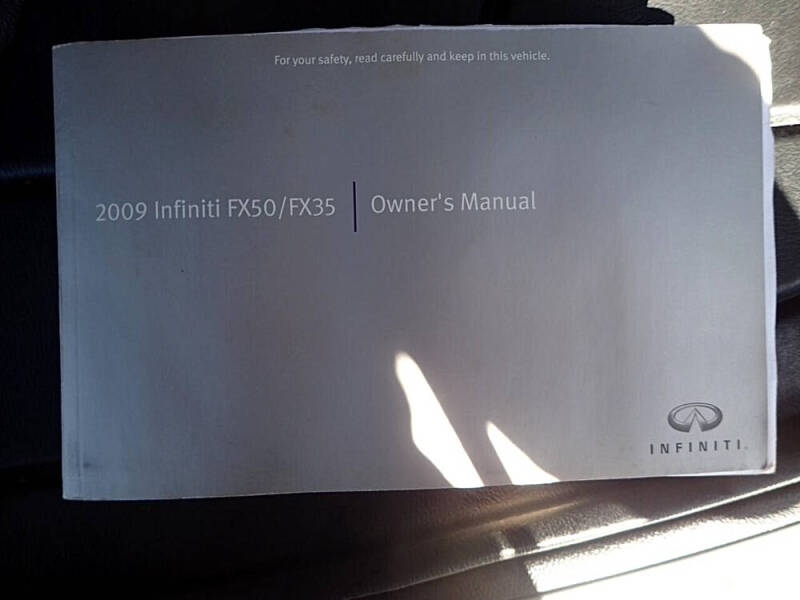 For your safety, read carefully and keep in this vehicle.
2009 Infiniti FX50/FX35 | Owner's Manual
INFINITI